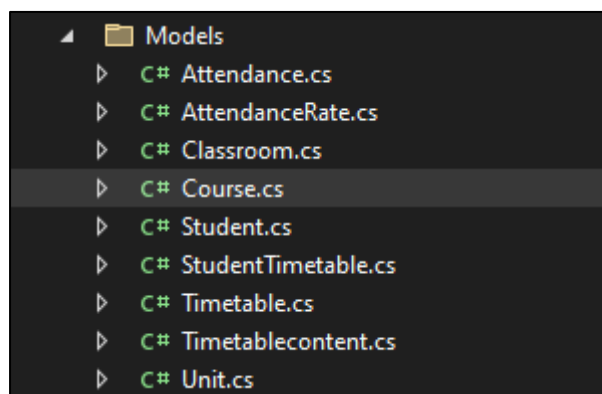 Models
C# Attendance.cs
C# AttendanceRate.cs
C# Classroom.cs
C# Course.cs
C# Student.cs
C# StudentTimetable.cs
C# Timetable.cs
C# Timetablecontent.cs
C# Unit.cs